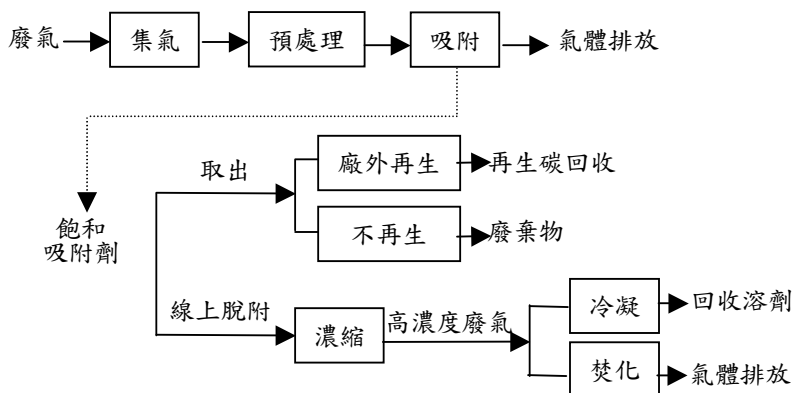 廢氣
集氣
預處理
吸附
氣體排放
取出
廠外再生
再生碳回收
飽和
吸附劑
不再生
廢棄物
線上脫附
濃縮
高濃度廢氣
冷凝
回收溶劑
焚化
氣體排放